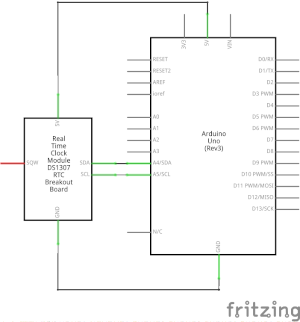 3V3
5V
VIN
RESET
RESET2
AREF
ioref
A0
A1
A2
A3
A4/SDA
A5/SCL
N/C
Arduino
Uno
(Rev3)
D0/RX
D1/TX
D2
D3 PWM
D4
D5 PWM
D6 PWM
D7
D8
D9 PWM
D10 PWM/SS
D11 PWM/MOSI
D12/MISO
D13/SCK
GND
5V
Real
Time
Clock
Module
DS1307
RTC
Breakout
Board
SQW
SDA
SCL
GND
fritzing